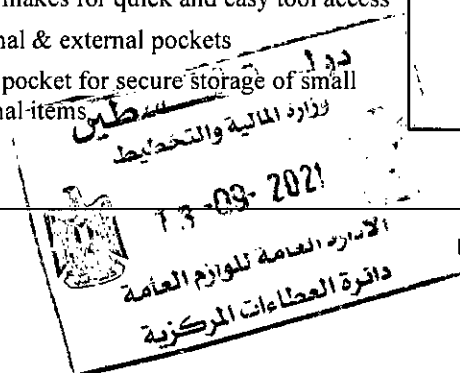 makes for quick and easy tool access
nal & external pockets
pocket for secure storage of small
nal items
دولة فلسطين
وزارة المالية والتخطيط
13-09-2021
الادارة العامة للوازم العامة
دائرة العطاءات المركزية